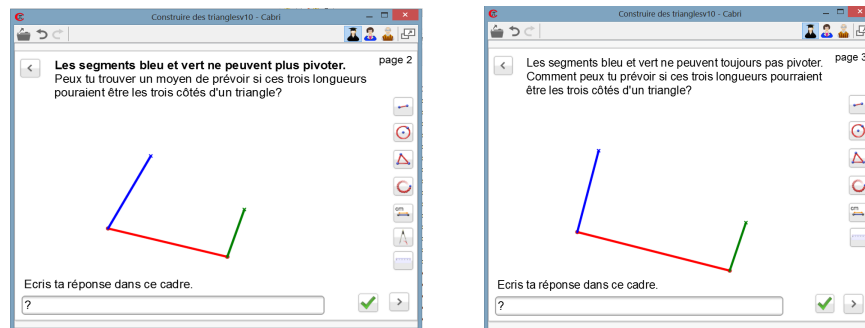 Construire des trianglesv10 - Cabri
page 2
Les segments bleu et vert ne peuvent plus pivoter.
Peux tu trouver un moyen de prévoir si ces trois longueurs
pouraient être les trois côtés d'un triangle?
cm
Ecris ta réponse dans ce cadre.
?
Construire des trianglesv10 - Cabri
page 3
Les segments bleu et vert ne peuvent toujours pas pivoter.
Comment peux tu prévoir si ces trois longueurs pourraient
être les trois côtés d'un triangle?
cm
Ecris ta réponse dans ce cadre.
?